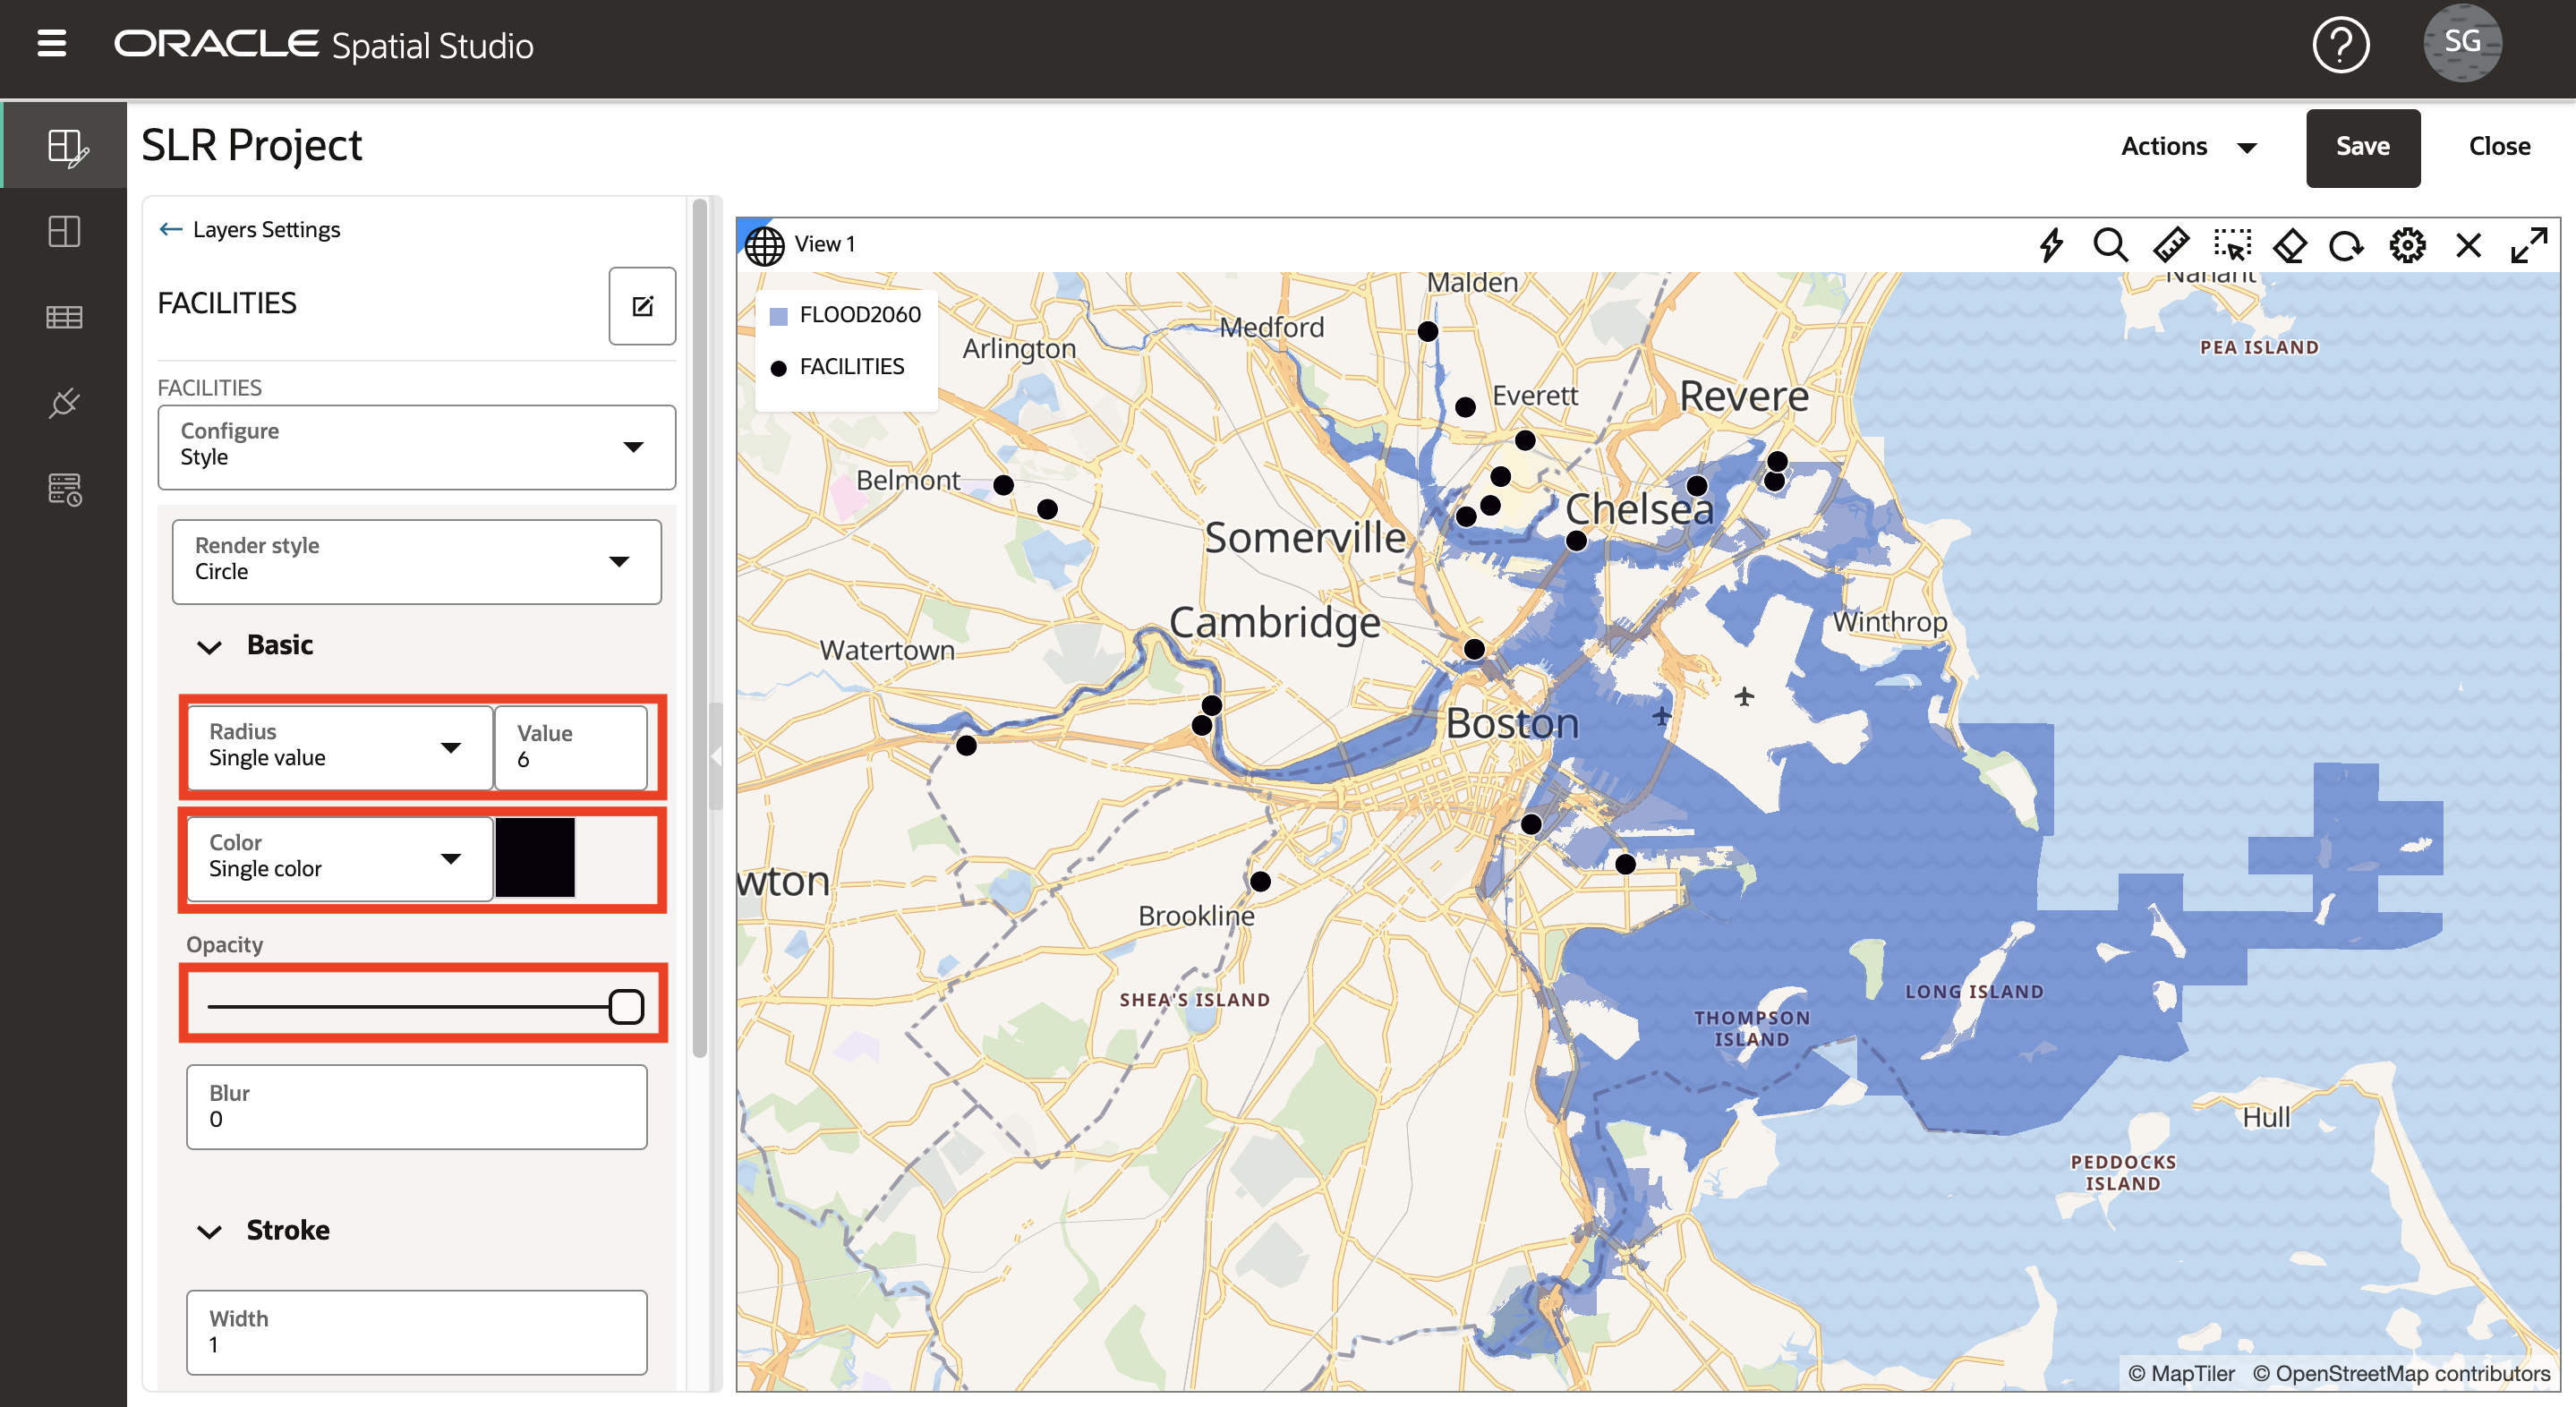 ORACLE Spatial Studio
SG
SLR Project
Actions
Save
Close
Layers Settings
FACILITIES
FACILITIES
Configure
Style
Render style
Circle
Basic
Radius
Single value
Value
6
Color
Single color
Opacity
Blur
0
Stroke
Width
1
View 1
FLOOD2060
FACILITIES
Malden
Nahant
Medford
Arlington
PEA ISLAND
Everett
Revere
Belmont
Chelsea
Somerville
Cambridge
Winthrop
Watertown
Boston
wton
Brookline
SHEA'S ISLAND
LONG ISLAND
THOMPSON
ISLAND
Hull
PEDDOCKS
ISLAND
© MapTiler © OpenStreetMap contributors